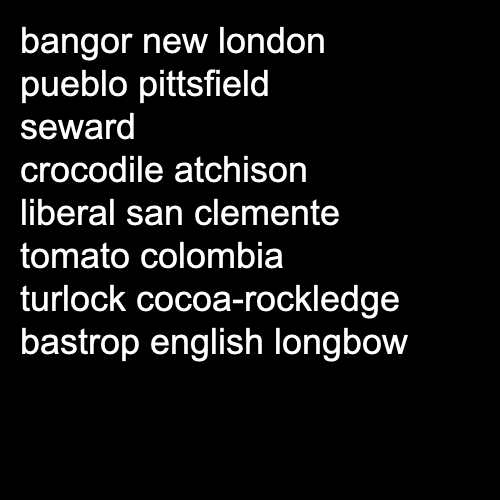 bangor new london
pueblo pittsfield
seward
crocodile atchison
liberal san clemente
tomato colombia
turlock cocoa-rockledge
bastrop english longbow